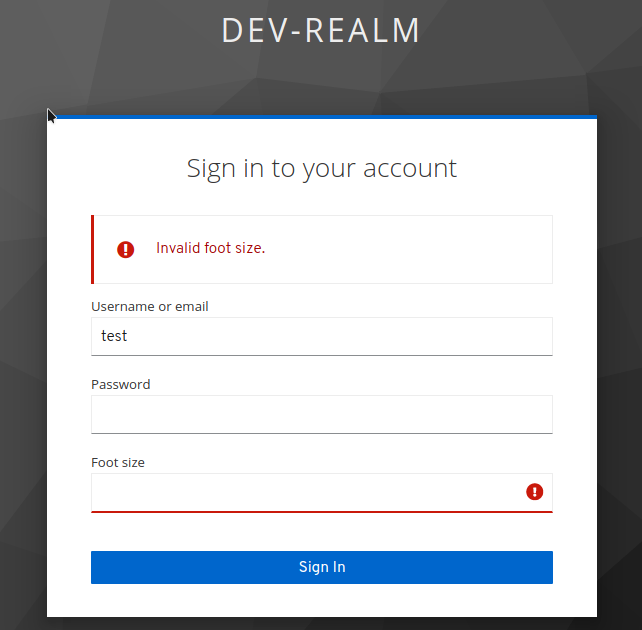 DEV-REALM
Sign in to your account
Invalid foot size.
Username or email
test
Password
Foot size
Sign In